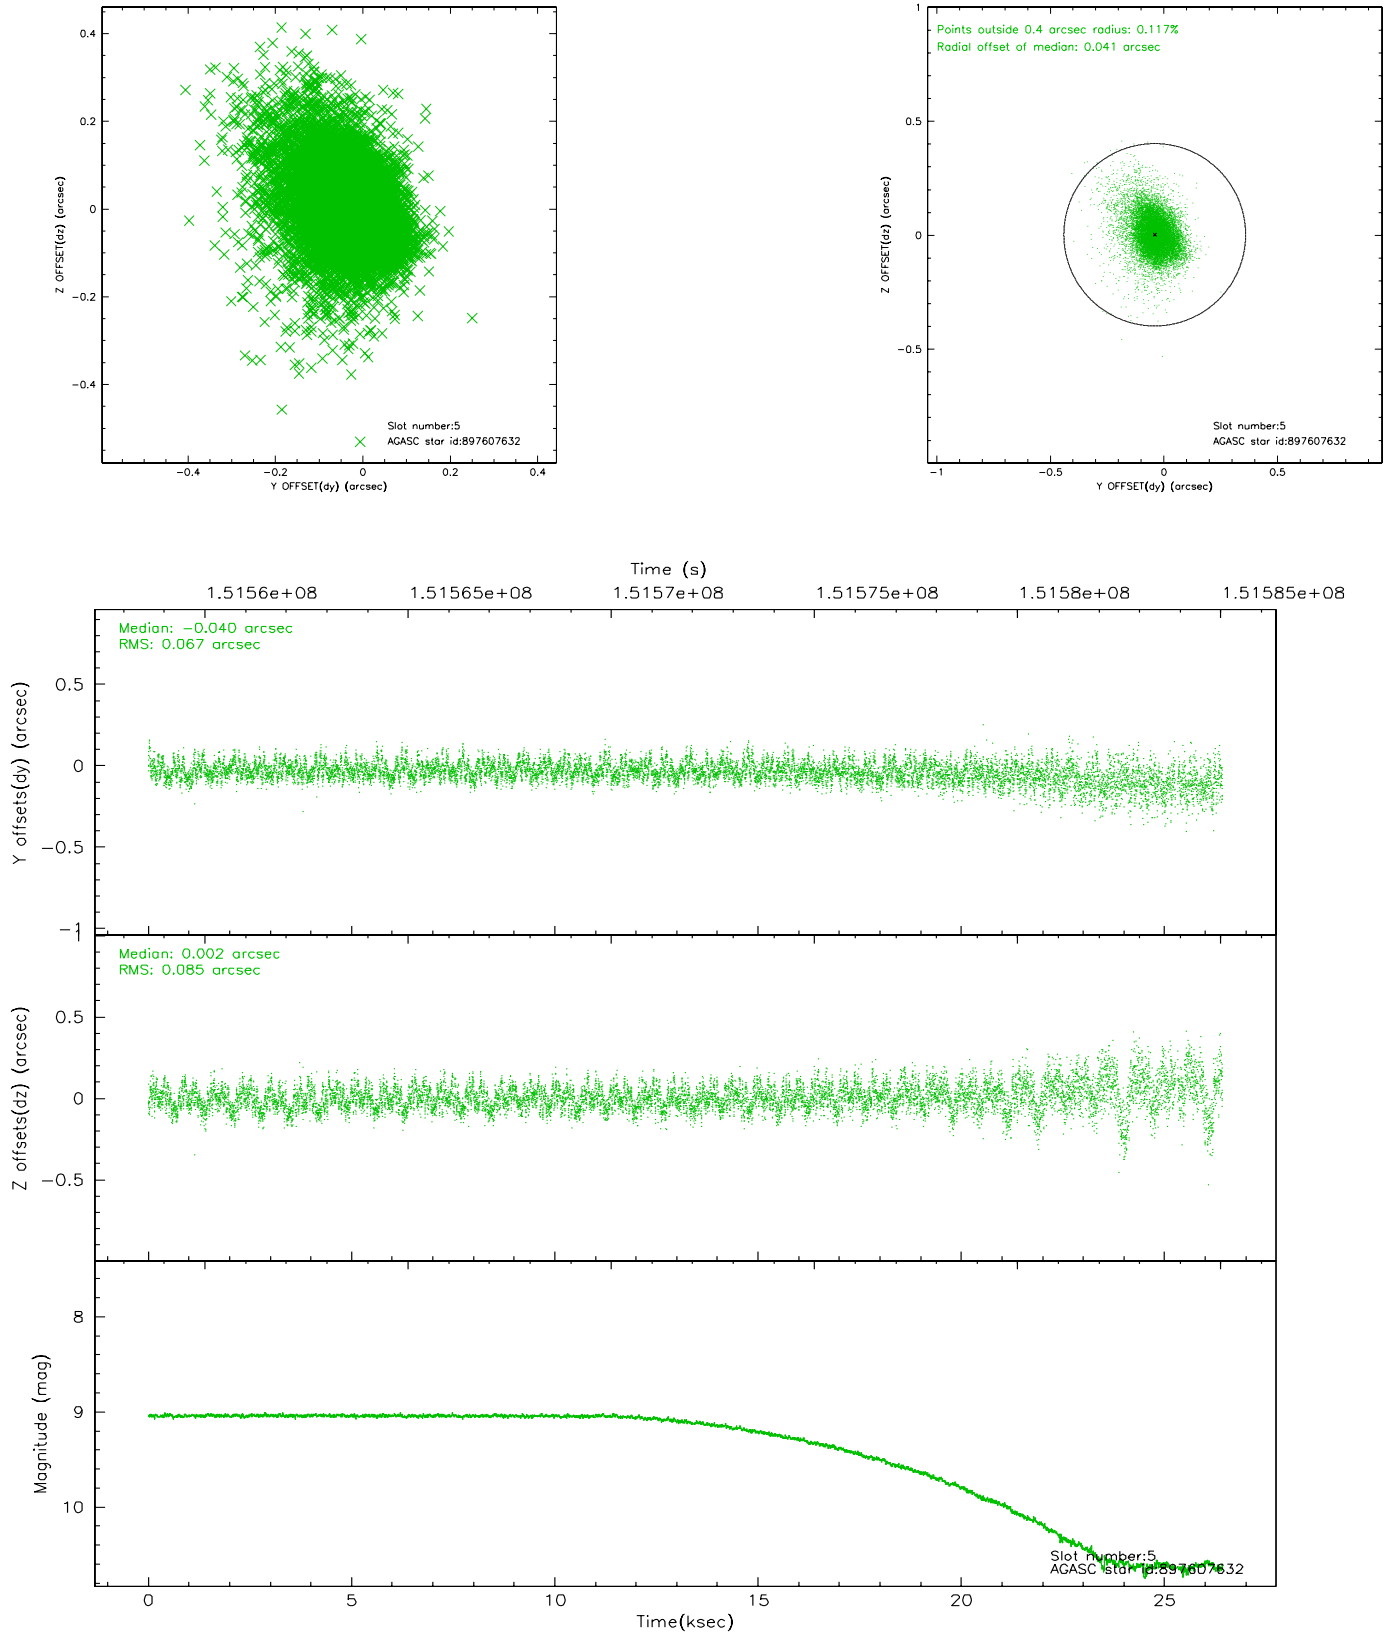 0.4
0.2
0
−0.2
−0.4
Z OFFSET(dz) (arcsec)
Slot number:5
AGASC star id:897607632
−0.4
−0.2
0
0.2
0.4
Y OFFSET(dy) (arcsec)
1
0.5
0
−0.5
Z OFFSET(dz) (arcsec)
Points outside 0.4 arcsec radius: 0.117%
Radial offset of median: 0.041 arcsec
Slot number:5
AGASC star id:897607632
−1
−0.5
0
0.5
Y OFFSET(dy) (arcsec)
Time (s)
1.5156e+08
1.51565e+08
1.5157e+08
1.51575e+08
1.5158e+08
1.51585e+08
Median: −0.040 arcsec
RMS: 0.067 arcsec
0.5
0
−0.5
−1
Y offsets(dy) (arcsec)
Median: 0.002 arcsec
RMS: 0.085 arcsec
1
0.5
0
−0.5
Z offsets(dz) (arcsec)
8
9
10
Magnitude (mag)
Slot number:5
AGASC star id:897607632
0
5
10
15
20
25
Time(ksec)